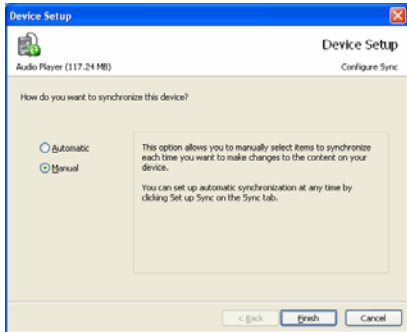 Device Setup
Device Setup
Audio Player (117.24 MB)
Configure Sync
How do you want to synchronize this device?
Automatic
Manual
This option allows you to manually select items to synchronize
each time you want to make changes to the content on your
device.
You can set up automatic synchronization at any time by
clicking Set up Sync on the Sync tab.
< Back
Finish
Cancel